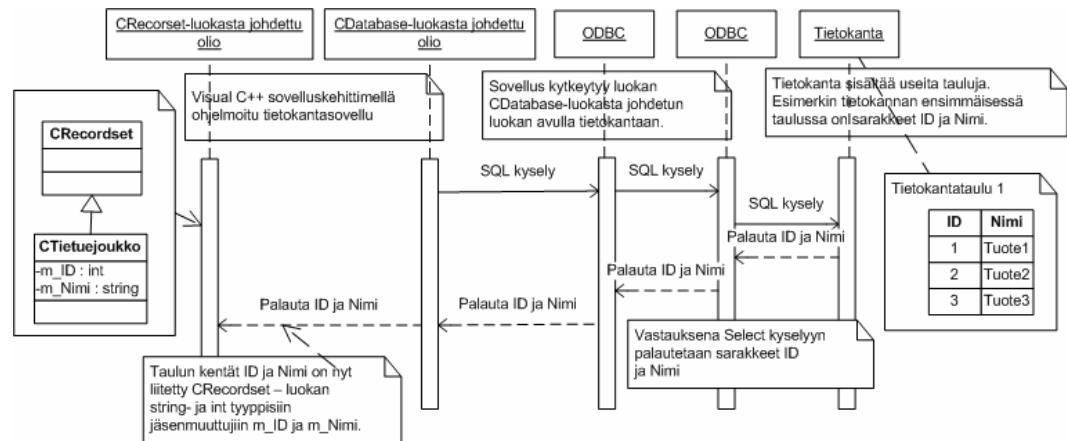 CRecorset-luokasta johdettu
olio
CDatabase-luokasta johdettu
olio
ODBC
ODBC
Tietokanta
Visual C++ sovelluskehittimellä
ohjelmoitu tietokantasovellu
Sovellus kytkeytyy luokan
CDatabase-luokasta johdetun
luokan avulla tietokantaan.
Tietokanta sisältää useita tauluja.
Esimerkin tietokannan ensimmäisessä
taulussa on sarakkeet ID ja Nimi.
CRecordset
CTietuejoukko
-m_ID : int
-m_Nimi : string
SQL kysely
SQL kysely
SQL kysely
Palauta ID ja Nimi
Palauta ID ja Nimi
Palauta ID ja Nimi
Palauta ID ja Nimi
Tietokantataulu 1
ID Nimi
1 Tuote1
2 Tuote2
3 Tuote3
Vastauksena Select kyselyyn
palautetaan sarakkeet ID
ja Nimi
Taulun kentät ID ja Nimi on nyt
liitetty CRecordset – luokan
string- ja int tyyppisiin
jäsenmuuttujiin m_ID ja m_Nimi.